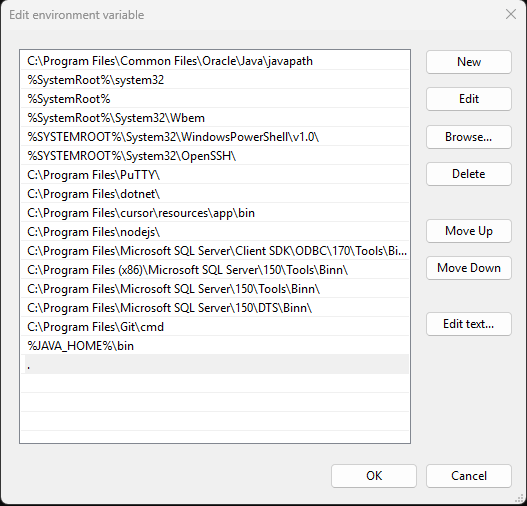 Edit environment variable
C:\Program Files\Common Files\Oracle\Java\javapath
%SystemRoot%\system32
%SystemRoot%
%SystemRoot%\System32\Wbem
%SYSTEMROOT%\System32\WindowsPowerShell\v1.0\
%SYSTEMROOT%\System32\OpenSSH\
C:\Program Files\PuTTY\
C:\Program Files\dotnet\
C:\Program Files\cursor\resources\app\bin
C:\Program Files\nodejs\
C:\Program Files\Microsoft SQL Server\Client SDK\ODBC\170\Tools\Bi...
C:\Program Files (x86)\Microsoft SQL Server\150\Tools\Binn\
C:\Program Files\Microsoft SQL Server\150\Tools\Binn\
C:\Program Files\Microsoft SQL Server\150\DTS\Binn\
C:\Program Files\Git\cmd
%JAVA_HOME%\bin
.
New
Edit
Browse...
Delete
Move Up
Move Down
Edit text...
OK
Cancel